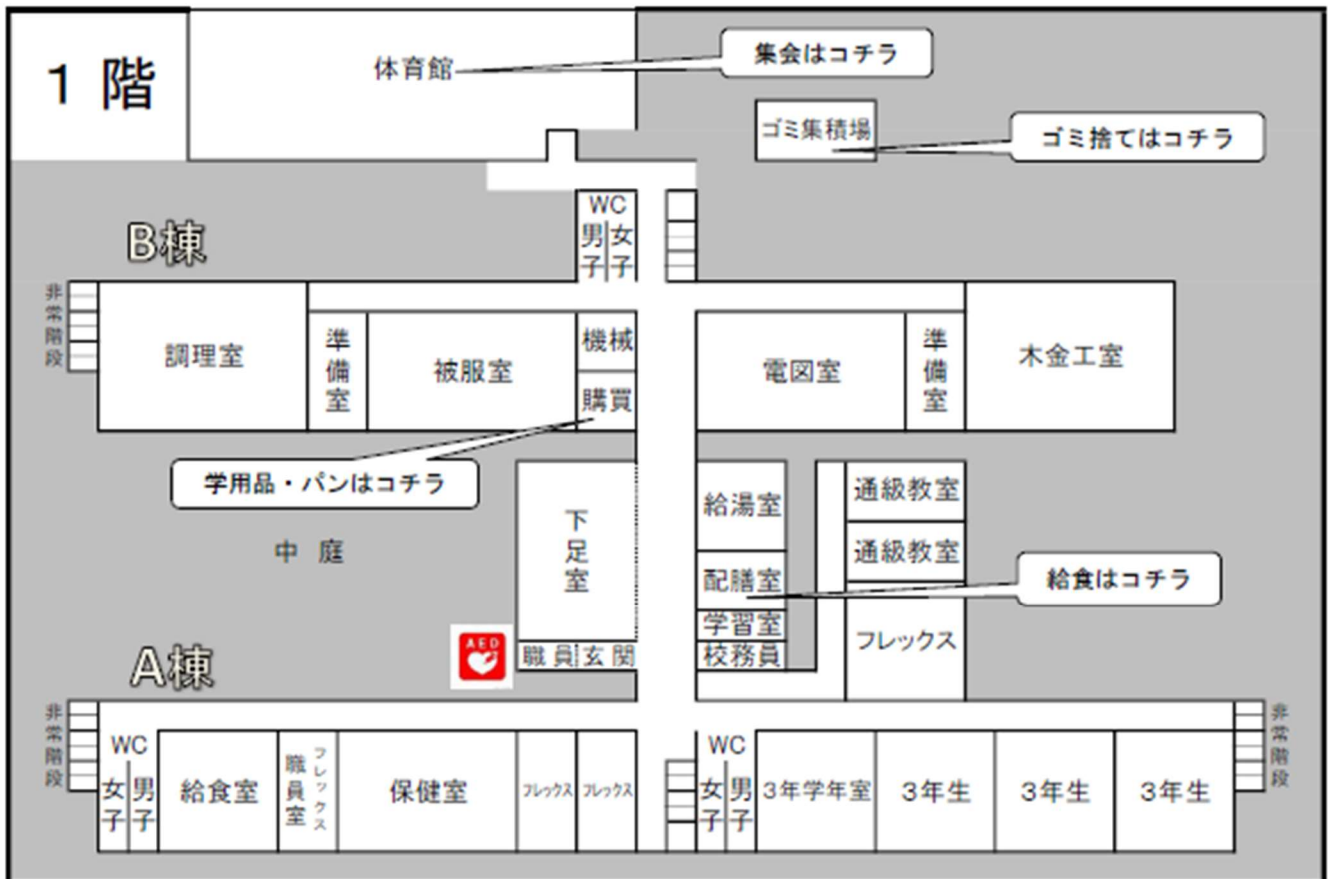 1階
体育館
集会はコチラ
ゴミ集積場
ゴミ捨てはコチラ
WC
男子
女子
B棟
非常階段
調理室
準備室
被服室
機械
購買
電図室
準備室
木金工室
学用品・パンはコチラ
中庭
下足室
給湯室
配膳室
学習室
校務員
通級教室
通級教室
フレックス
給食はコチラ
AED
職員玄関
A棟
非常階段
WC
女子
男子
給食室
職員室
フレックス
保健室
フレックス
フレックス
WC
女子
男子
3年学年室
3年生
3年生
3年生
非常階段